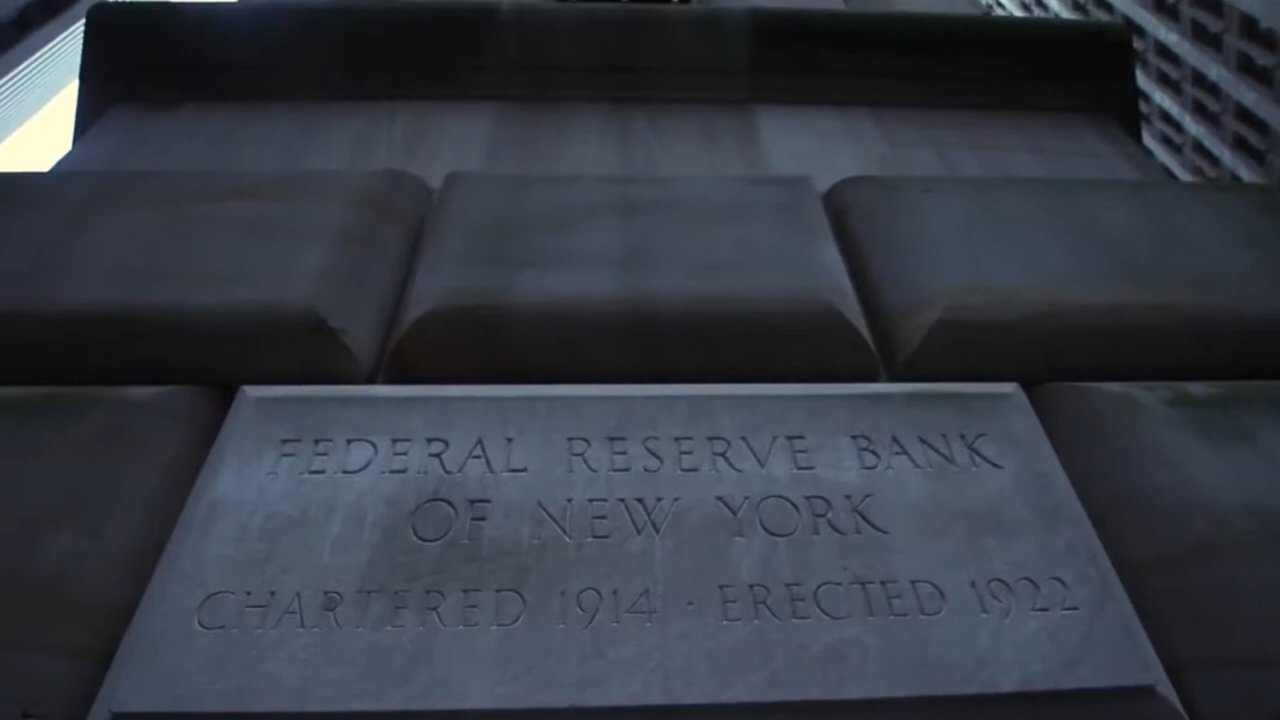 FEDERAL RESERVE BANK
OF NEW YORK
CHARTERED 1914 · ERECTED 1922